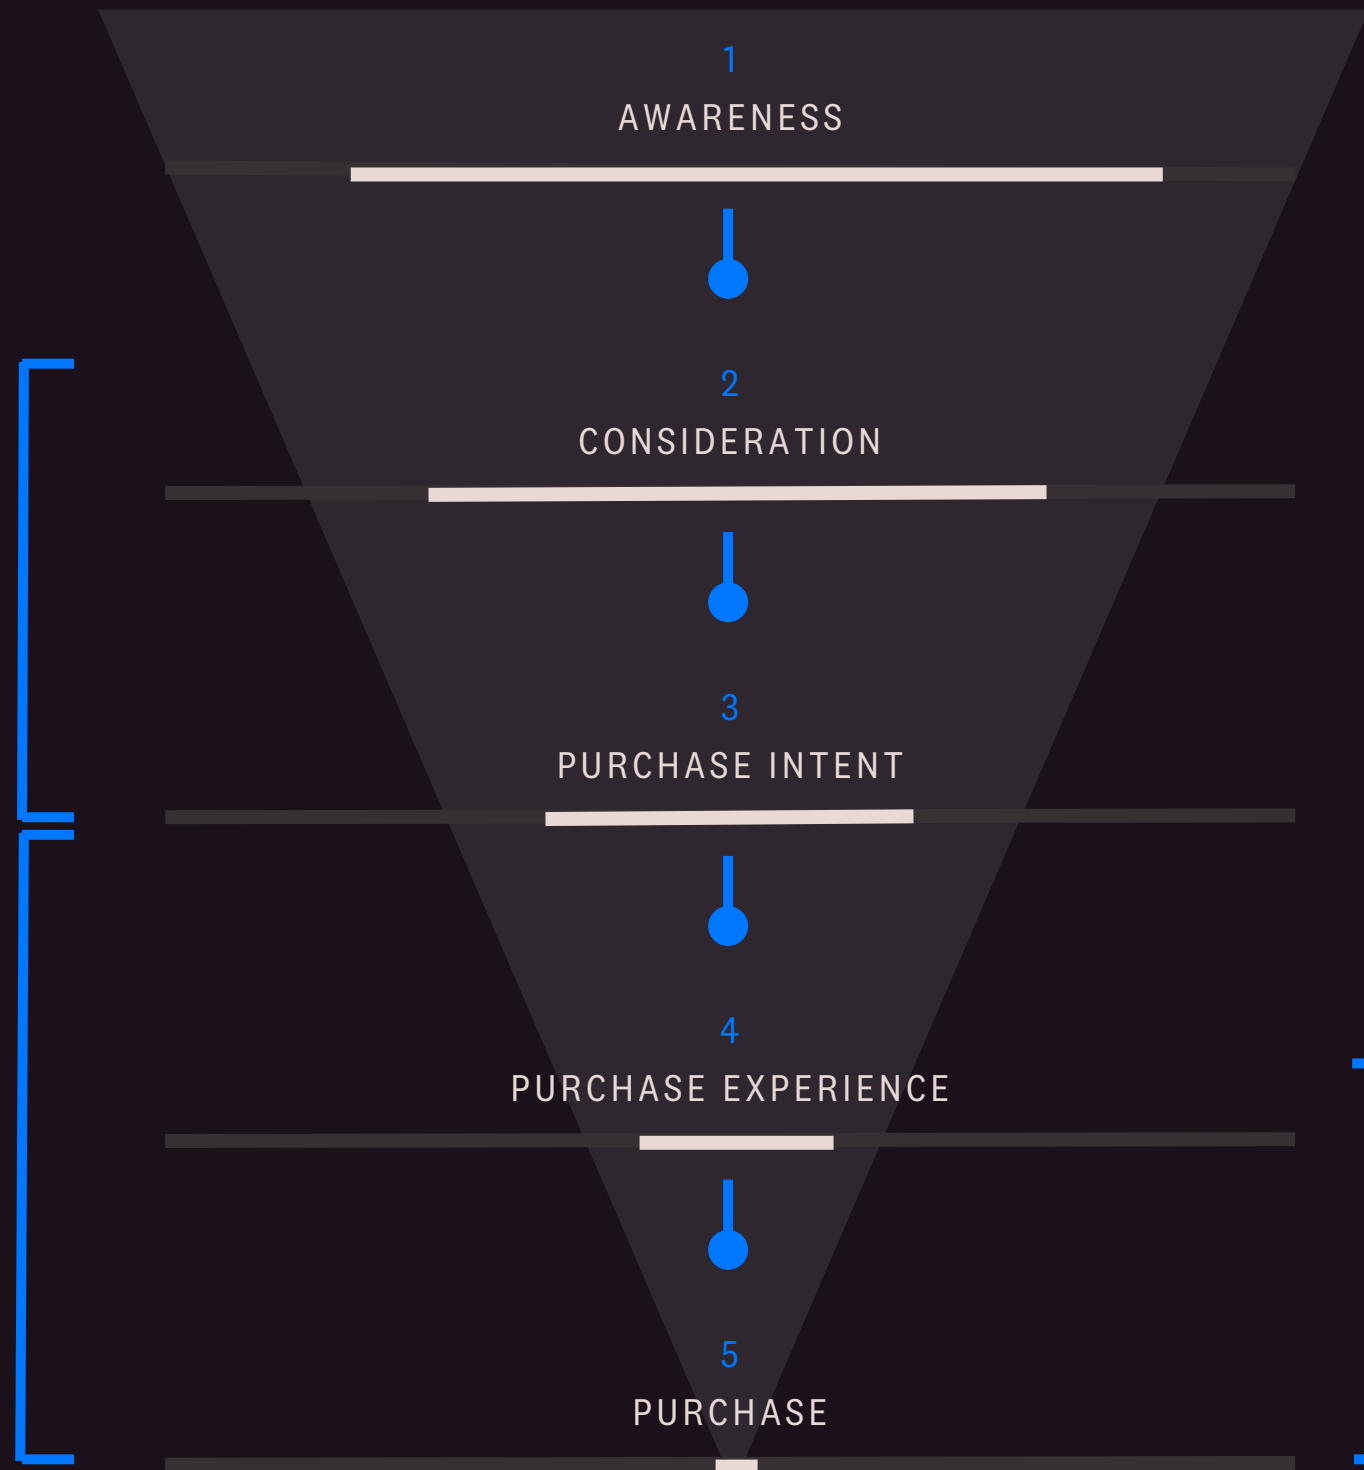 1
AWARENESS
2
CONSIDERATION
3
PURCHASE INTENT
4
PURCHASE EXPERIENCE
5
PURCHASE